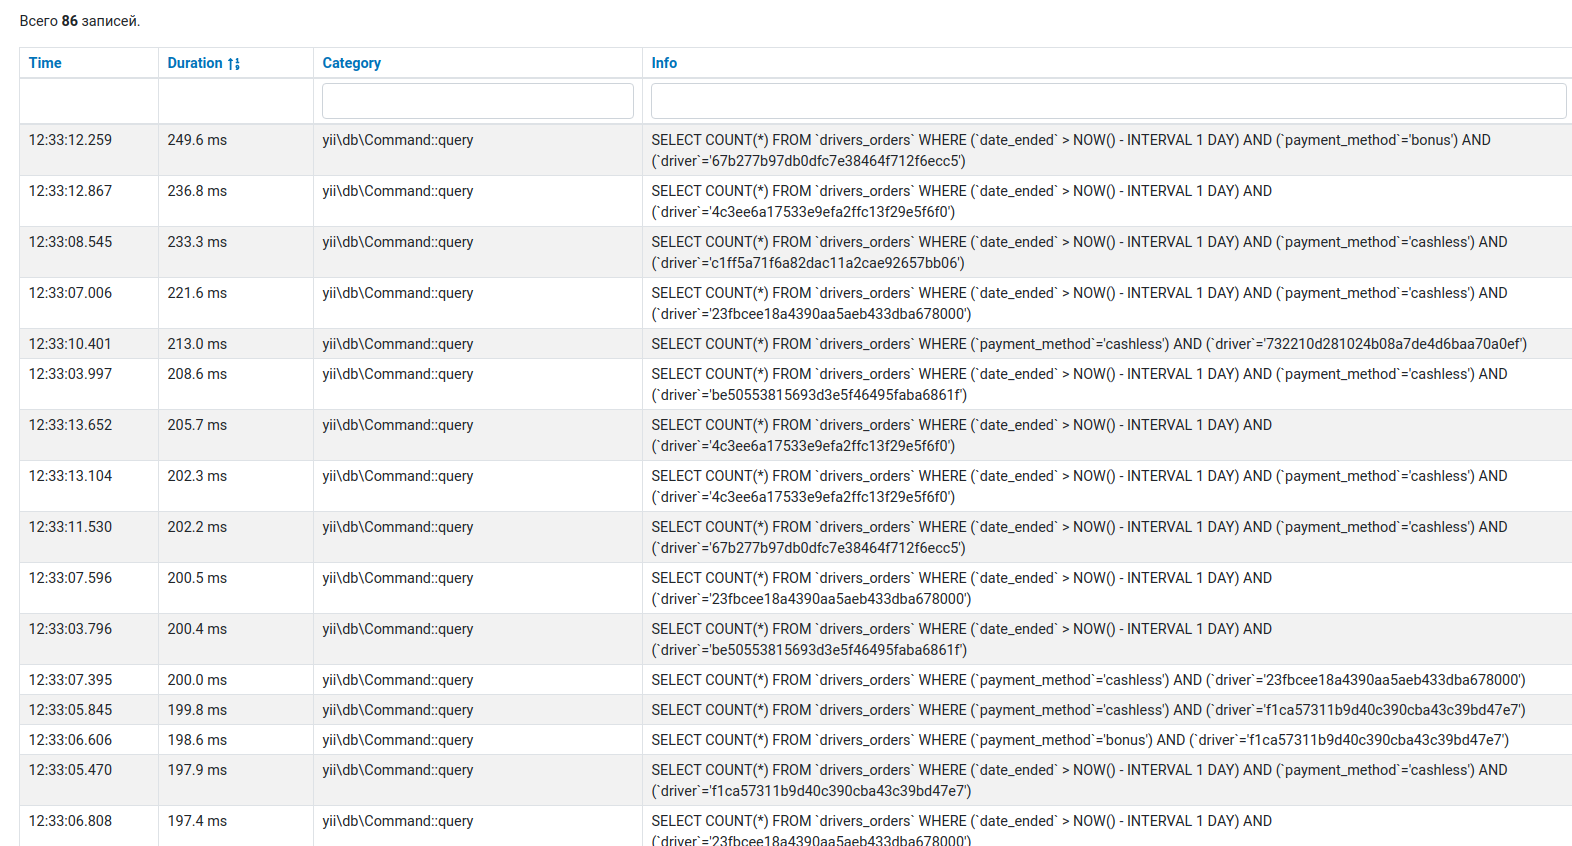 Всего 86 записей.
Time Duration Category Info
12:33:12.259 249.6 ms yii\db\Command::query SELECT COUNT(*) FROM `drivers_orders` WHERE (`date_ended` > NOW() - INTERVAL 1 DAY) AND (`payment_method`='bonus') AND
(`driver`='67b277b97db0dfc7e38464f712f6ecc5')
12:33:12.867 236.8 ms yii\db\Command::query SELECT COUNT(*) FROM `drivers_orders` WHERE (`date_ended` > NOW() - INTERVAL 1 DAY) AND
(`driver`='4c3ee6a17533e9efa2ffc13f29e5f6f0')
12:33:08.545 233.3 ms yii\db\Command::query SELECT COUNT(*) FROM `drivers_orders` WHERE (`date_ended` > NOW() - INTERVAL 1 DAY) AND (`payment_method`='cashless') AND
(`driver`='c1ff5a71f6a82dac11a2cae92657bb06')
12:33:07.006 221.6 ms yii\db\Command::query SELECT COUNT(*) FROM `drivers_orders` WHERE (`date_ended` > NOW() - INTERVAL 1 DAY) AND (`payment_method`='cashless') AND
(`driver`='23fbcee18a4390aa5aeb433dba678000')
12:33:10.401 213.0 ms yii\db\Command::query SELECT COUNT(*) FROM `drivers_orders` WHERE (`payment_method`='cashless') AND (`driver`='732210d281024b08a7de4d6baa70a0ef')
12:33:03.997 208.6 ms yii\db\Command::query SELECT COUNT(*) FROM `drivers_orders` WHERE (`date_ended` > NOW() - INTERVAL 1 DAY) AND (`payment_method`='cashless') AND
(`driver`='be50553815693d3e5f46495faba6861f')
12:33:13.652 205.7 ms yii\db\Command::query SELECT COUNT(*) FROM `drivers_orders` WHERE (`date_ended` > NOW() - INTERVAL 1 DAY) AND
(`driver`='4c3ee6a17533e9efa2ffc13f29e5f6f0')
12:33:13.104 202.3 ms yii\db\Command::query SELECT COUNT(*) FROM `drivers_orders` WHERE (`date_ended` > NOW() - INTERVAL 1 DAY) AND (`payment_method`='cashless') AND
(`driver`='4c3ee6a17533e9efa2ffc13f29e5f6f0')
12:33:11.530 202.2 ms yii\db\Command::query SELECT COUNT(*) FROM `drivers_orders` WHERE (`date_ended` > NOW() - INTERVAL 1 DAY) AND (`payment_method`='cashless') AND
(`driver`='67b277b97db0dfc7e38464f712f6ecc5')
12:33:07.596 200.5 ms yii\db\Command::query SELECT COUNT(*) FROM `drivers_orders` WHERE (`date_ended` > NOW() - INTERVAL 1 DAY) AND
(`driver`='23fbcee18a4390aa5aeb433dba678000')
12:33:03.796 200.4 ms yii\db\Command::query SELECT COUNT(*) FROM `drivers_orders` WHERE (`date_ended` > NOW() - INTERVAL 1 DAY) AND
(`driver`='be50553815693d3e5f46495faba6861f')
12:33:07.395 200.0 ms yii\db\Command::query SELECT COUNT(*) FROM `drivers_orders` WHERE (`payment_method`='cashless') AND (`driver`='23fbcee18a4390aa5aeb433dba678000')
12:33:05.845 199.8 ms yii\db\Command::query SELECT COUNT(*) FROM `drivers_orders` WHERE (`payment_method`='cashless') AND (`driver`='f1ca57311b9d40c390cba43c39bd47e7')
12:33:06.606 198.6 ms yii\db\Command::query SELECT COUNT(*) FROM `drivers_orders` WHERE (`payment_method`='bonus') AND (`driver`='f1ca57311b9d40c390cba43c39bd47e7')
12:33:05.470 197.9 ms yii\db\Command::query SELECT COUNT(*) FROM `drivers_orders` WHERE (`date_ended` > NOW() - INTERVAL 1 DAY) AND (`payment_method`='cashless') AND
(`driver`='f1ca57311b9d40c390cba43c39bd47e7')
12:33:06.808 197.4 ms yii\db\Command::query SELECT COUNT(*) FROM `drivers_orders` WHERE (`date_ended` > NOW() - INTERVAL 1 DAY) AND
(`driver`='23fbcee18a4390aa5aeb433dba678000')